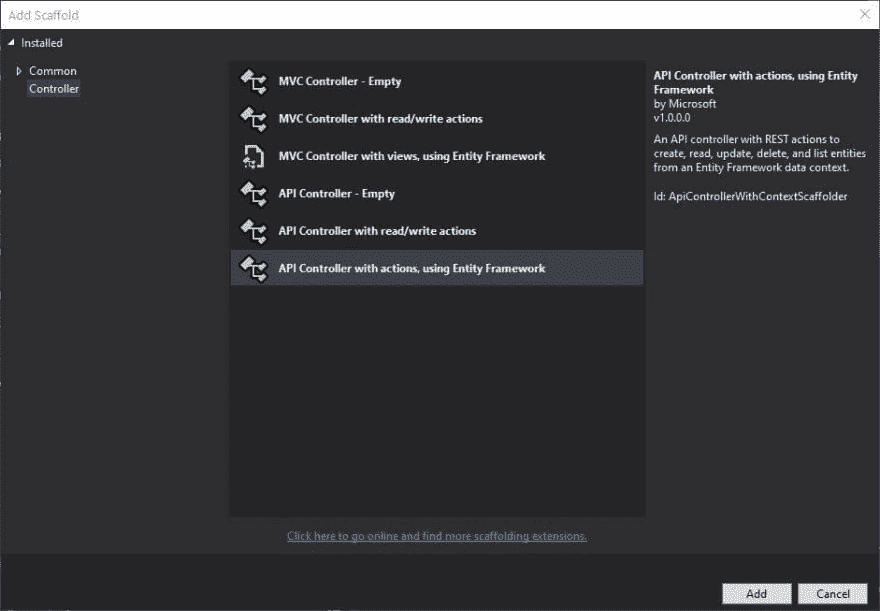 Add Scaffold
Installed
Common
Controller
MVC Controller - Empty
MVC Controller with read/write actions
MVC Controller with views, using Entity Framework
API Controller - Empty
API Controller with read/write actions
API Controller with actions, using Entity Framework
API Controller with actions, using Entity
Framework
by Microsoft
v1.0.0.0
An API controller with REST actions to
create, read, update, delete, and list entities
from an Entity Framework data context.
Id: ApiControllerWithContextScaffolder
Click here to go online and find more scaffolding extensions.
Add
Cancel